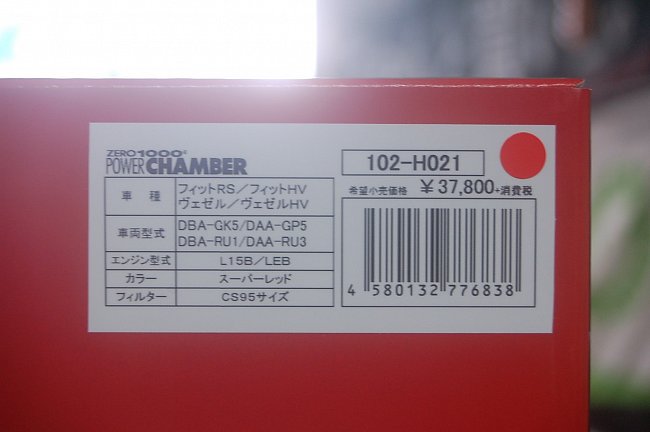 ZERO1000
POWER CHAMBER
車種
フィットRS／フィットHV
ヴェゼル／ヴェゼルHV
車両型式
DBA-GK5/DAA-GP5
DBA-RU1/DAA-RU3
エンジン型式
L15B／LEB
カラー
スーパーレッド
フィルター
CS95サイズ
102-H021
希望小売価格 ￥37,800+消費税
4 580132 776838